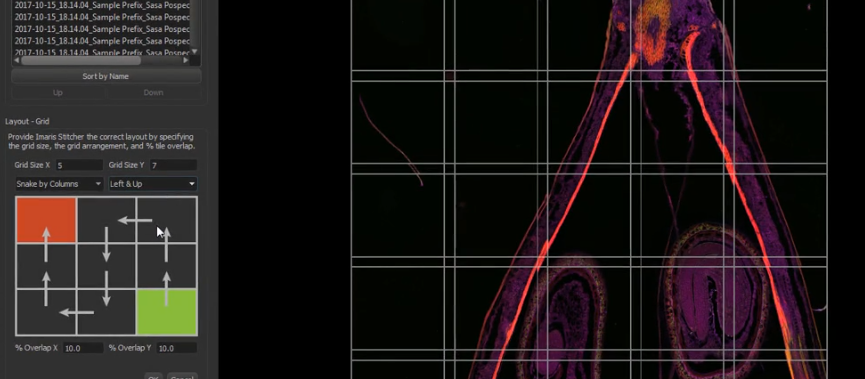 2017-10-15_18.14.04_Sample Prefix_Sasa Pospec
2017-10-15_18.14.04_Sample Prefix_Sasa Pospec
2017-10-15_18.14.04_Sample Prefix_Sasa Pospec
2017-10-15_18.14.04_Sample Prefix_Sasa Pospec
2017-10-15_18.14.04_Sample Prefix_Sasa Pospec
Sort by Name
Up Down
Layout - Grid
Provide Imaris Stitcher the correct layout by specifying
the grid size, the grid arrangement, and % tile overlap.
Grid Size X 5 Grid Size Y 7
Snake by Columns Left & Up
% Overlap X 10.0 % Overlap Y 10.0
OK Cancel